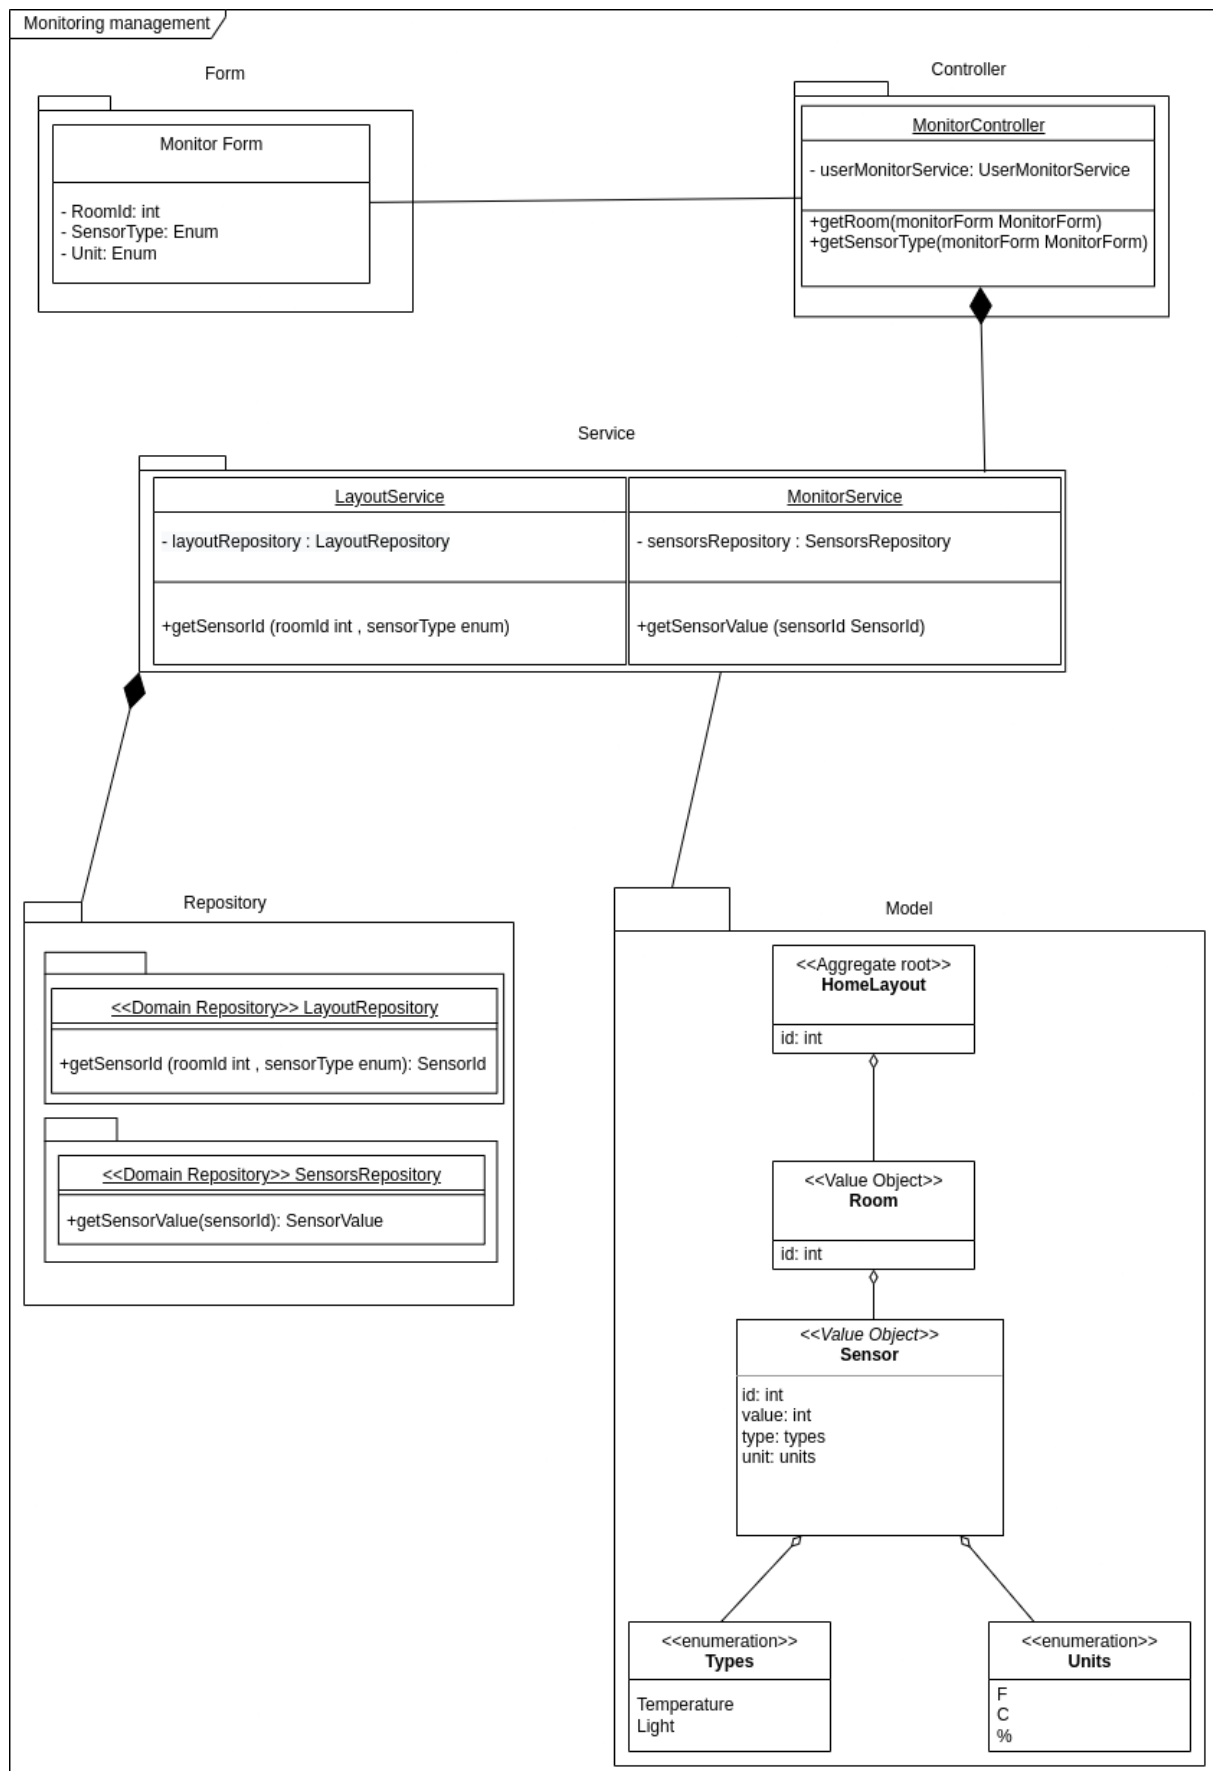 Monitoring management
Form
Monitor Form
- RoomId: int
- SensorType: Enum
- Unit: Enum
Controller
MonitorController
- userMonitorService: UserMonitorService
+getRoom(monitorForm MonitorForm)
+getSensorType(monitorForm MonitorForm)
Service
LayoutService
- layoutRepository : LayoutRepository
+getSensorId (roomId int , sensorType enum)
MonitorService
- sensorsRepository : SensorsRepository
+getSensorValue (sensorId SensorId)
Repository
<<Domain Repository>> LayoutRepository
+getSensorId (roomId int , sensorType enum): SensorId
<<Domain Repository>> SensorsRepository
+getSensorValue(sensorId): SensorValue
Model
<<Aggregate root>>
HomeLayout
id: int
<<Value Object>>
Room
id: int
<<Value Object>>
Sensor
id: int
value: int
type: types
unit: units
<<enumeration>>
Types
Temperature
Light
<<enumeration>>
Units
F
C
%